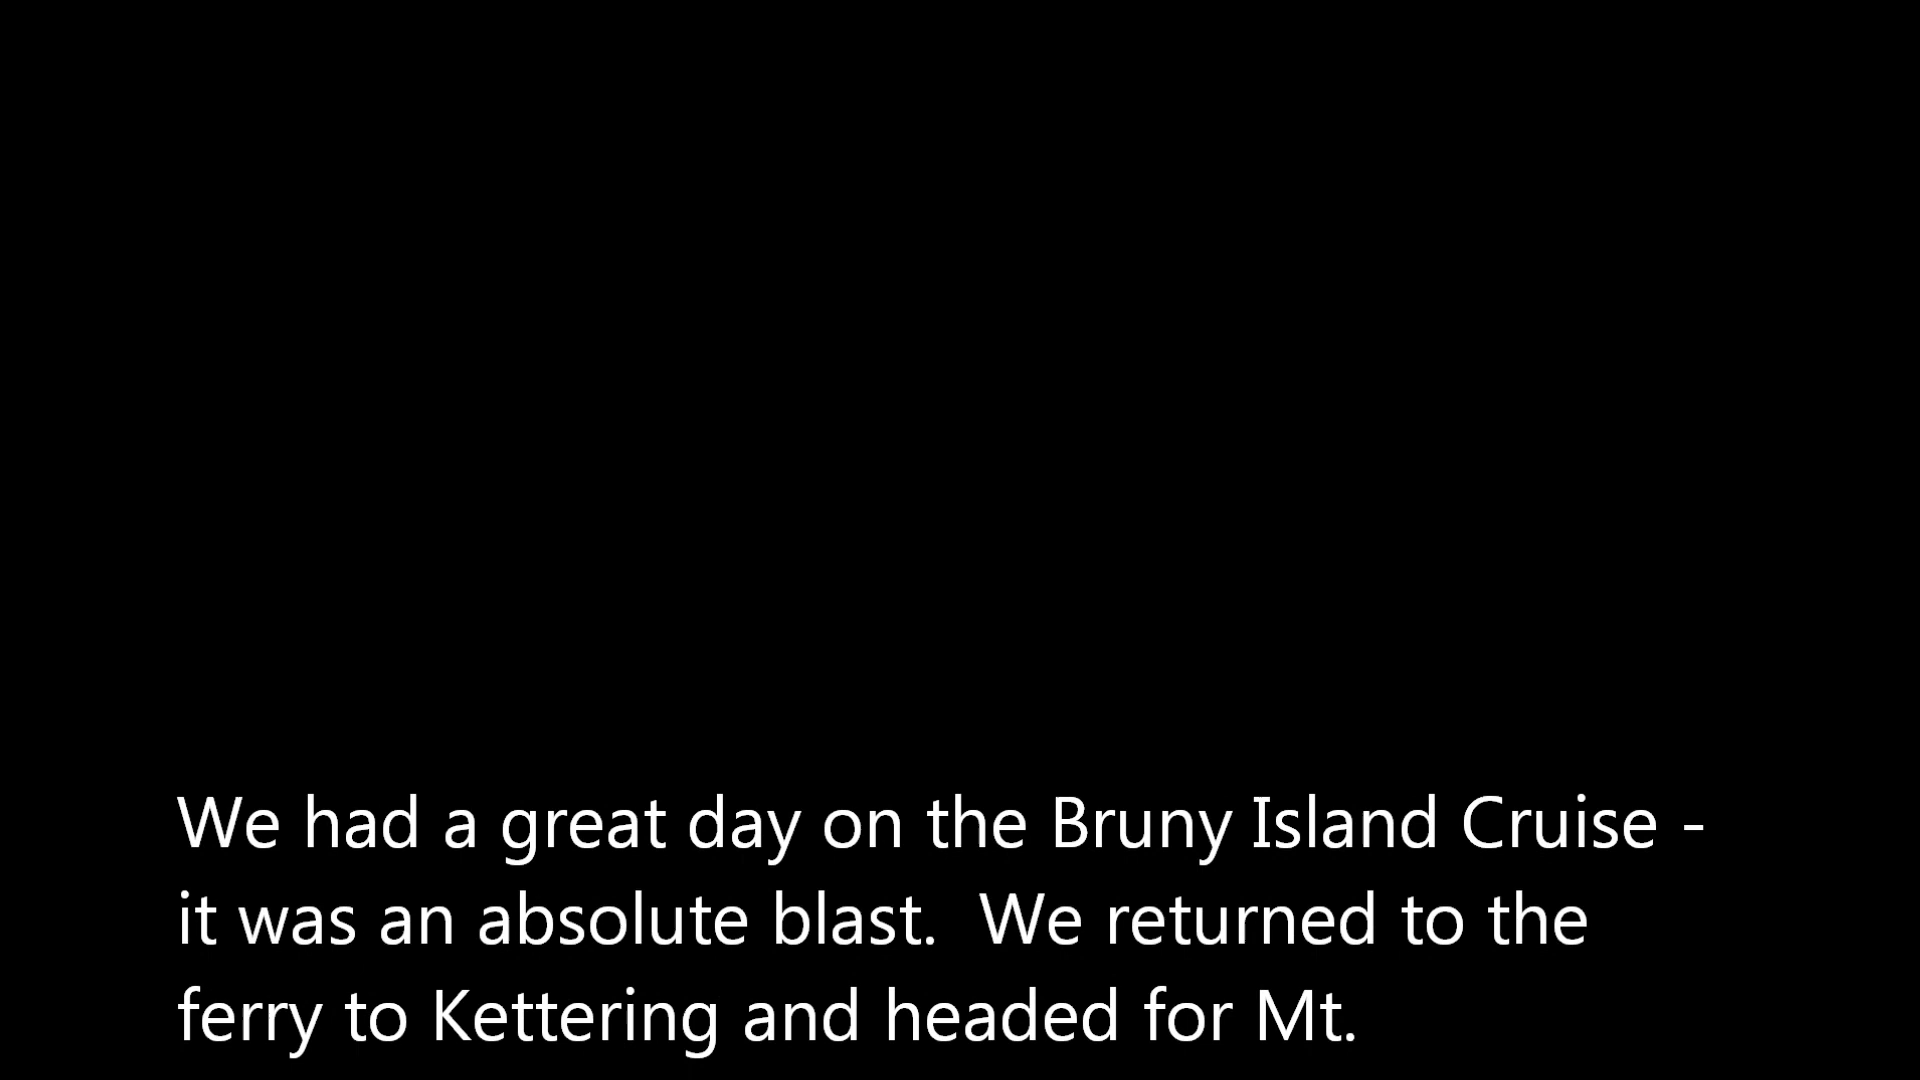 We had a great day on the Bruny Island Cruise -
it was an absolute blast.  We returned to the
ferry to Kettering and headed for Mt.